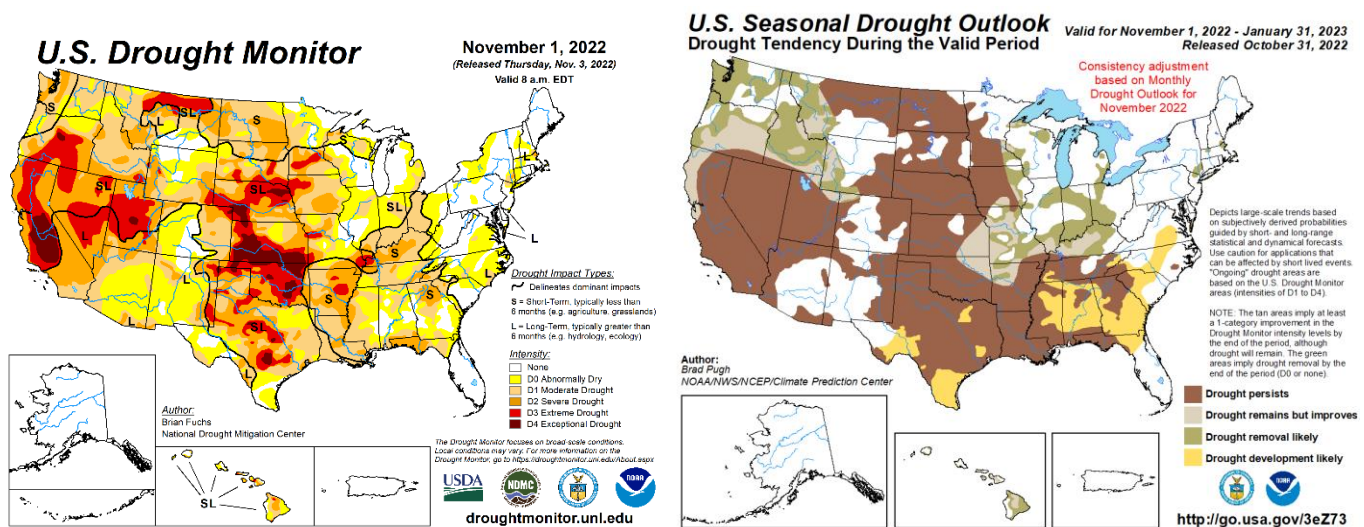 U.S. Drought Monitor
November 1, 2022
(Released Thursday, Nov. 3, 2022)
Valid 8 a.m. EDT
S
SL
L
S
S
L
SL
SL
SL
L
L
S
S
S
L
SL
L
S
L
SL
Drought Impact Types:
Delineates dominant impacts
S = Short-Term, typically less than
6 months (e.g. agriculture, grasslands)
L = Long-Term, typically greater than
6 months (e.g. hydrology, ecology)
Intensity:
None
D0 Abnormally Dry
D1 Moderate Drought
D2 Severe Drought
D3 Extreme Drought
D4 Exceptional Drought
Author:
Brian Fuchs
National Drought Mitigation Center
The Drought Monitor focuses on broad-scale conditions.
Local conditions may vary. For more information on the
Drought Monitor, go to https://droughtmonitor.unl.edu/About.aspx
USDA
NDMC
NOAA
droughtmonitor.unl.edu
U.S. Seasonal Drought Outlook
Drought Tendency During the Valid Period
Valid for November 1, 2022 - January 31, 2023
Released October 31, 2022
Consistency adjustment
based on Monthly
Drought Outlook for
November 2022
Depicts large-scale trends based
on subjectively derived probabilities
guided by short- and long-range
statistical and dynamical forecasts.
Use caution for applications that
can be affected by short lived events.
"Ongoing" drought areas are
based on the U.S. Drought Monitor
areas (intensities of D1 to D4).
NOTE: The tan areas imply at least
a 1-category improvement in the
Drought Monitor intensity levels by
the end of the period, although
drought will remain. The green
areas imply drought removal by the
end of the period (D0 or none).
Author:
Brad Pugh
NOAA/NWS/NCEP/Climate Prediction Center
Drought persists
Drought remains but improves
Drought removal likely
Drought development likely
NOAA
http://go.usa.gov/3eZ73